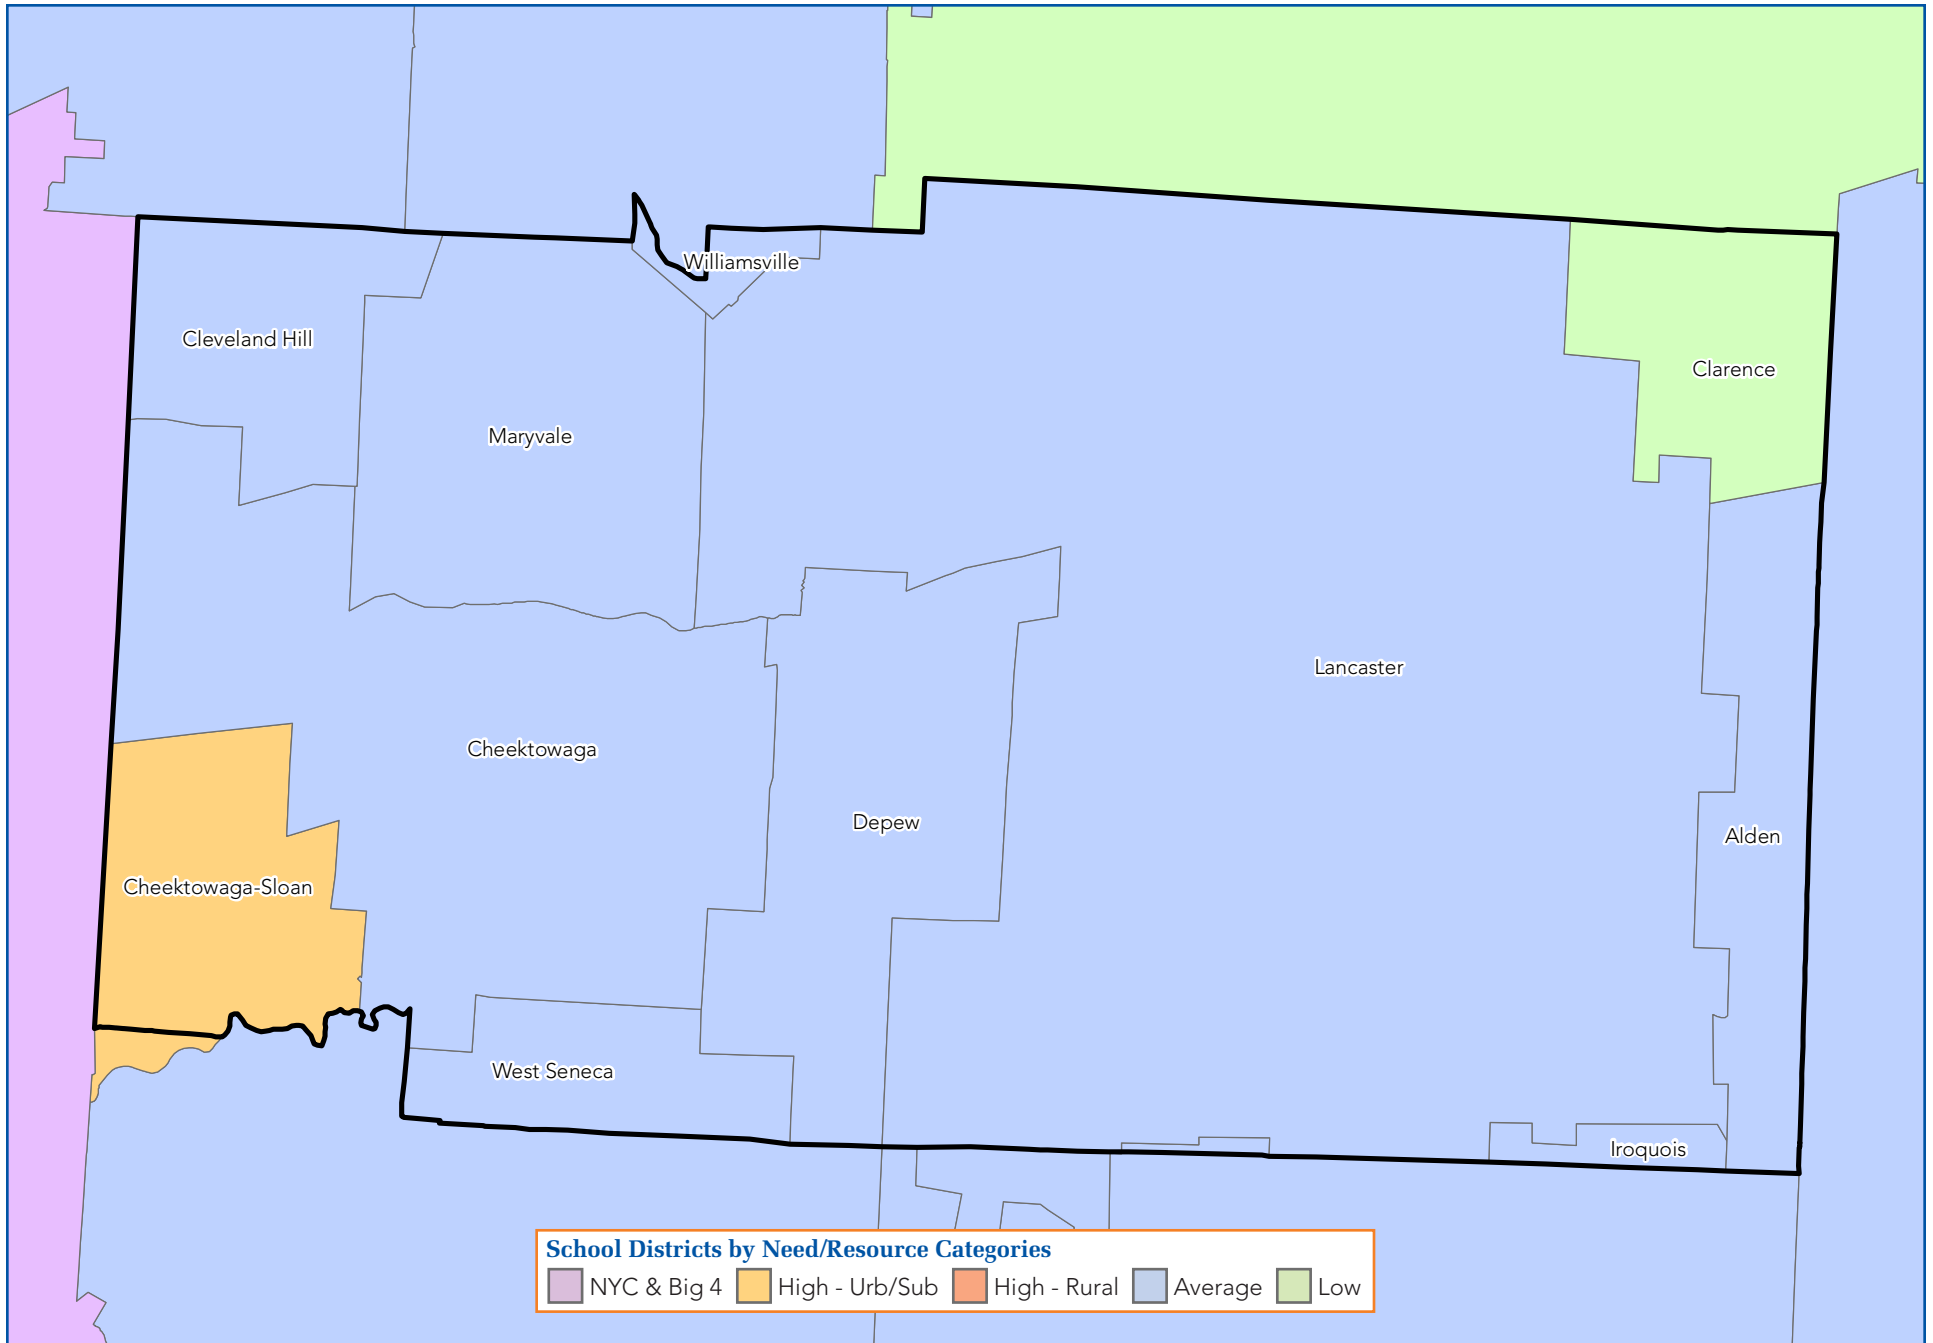 Williamsville
Cleveland Hill
Clarence
Maryvale
Lancaster
Cheektowaga
Depew
Alden
Cheektowaga-Sloan
West Seneca
Iroquois
School Districts by Need/Resource Categories
NYC & Big 4 High - Urb/Sub High - Rural Average Low